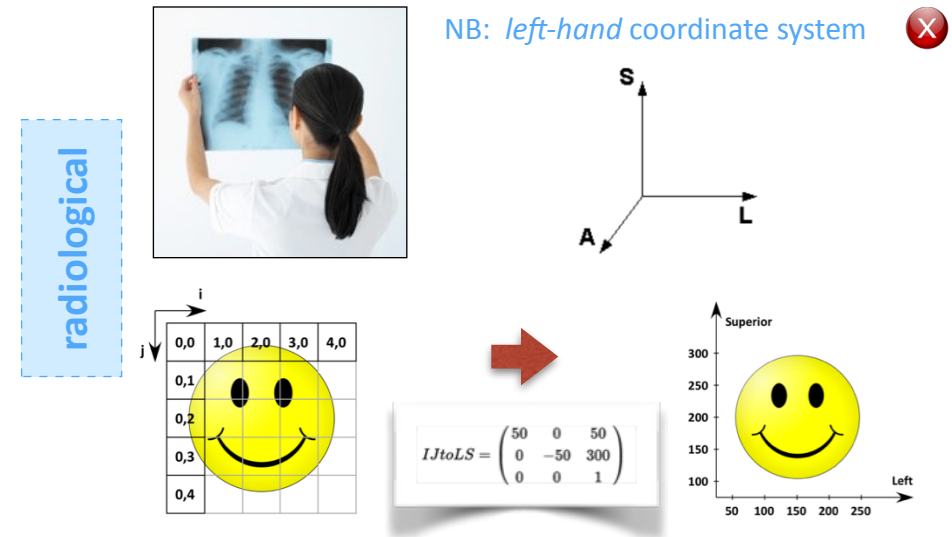 NB: left-hand coordinate system
X
radiological
S
L
A
i
j
0,0 1,0 2,0 3,0 4,0
0,1
0,2
0,3
0,4
IJtoLS = ( 50 0 50
0 −50 300
0 0 1 )
Superior
300
250
200
150
100
Left
50 100 150 200 250